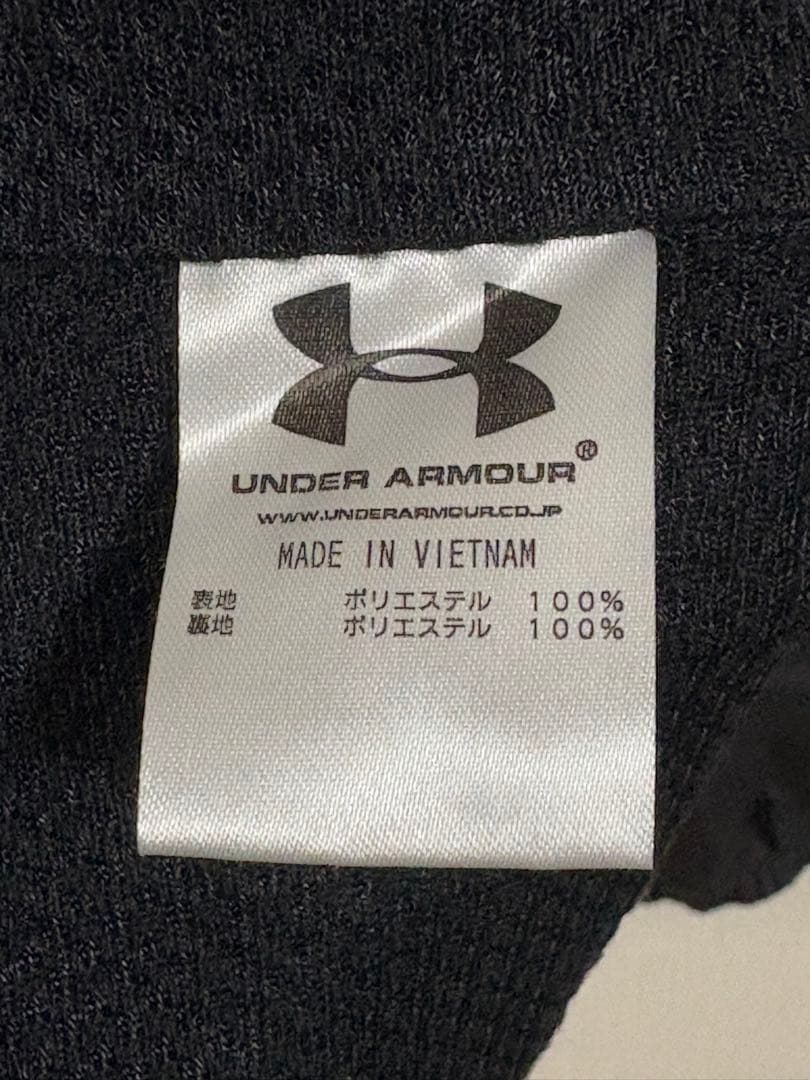 UNDER ARMOUR®
WWW.UNDERARMOUR.CO.JP
MADE IN VIETNAM
表地 ポリエステル 100%
裏地 ポリエステル 100%